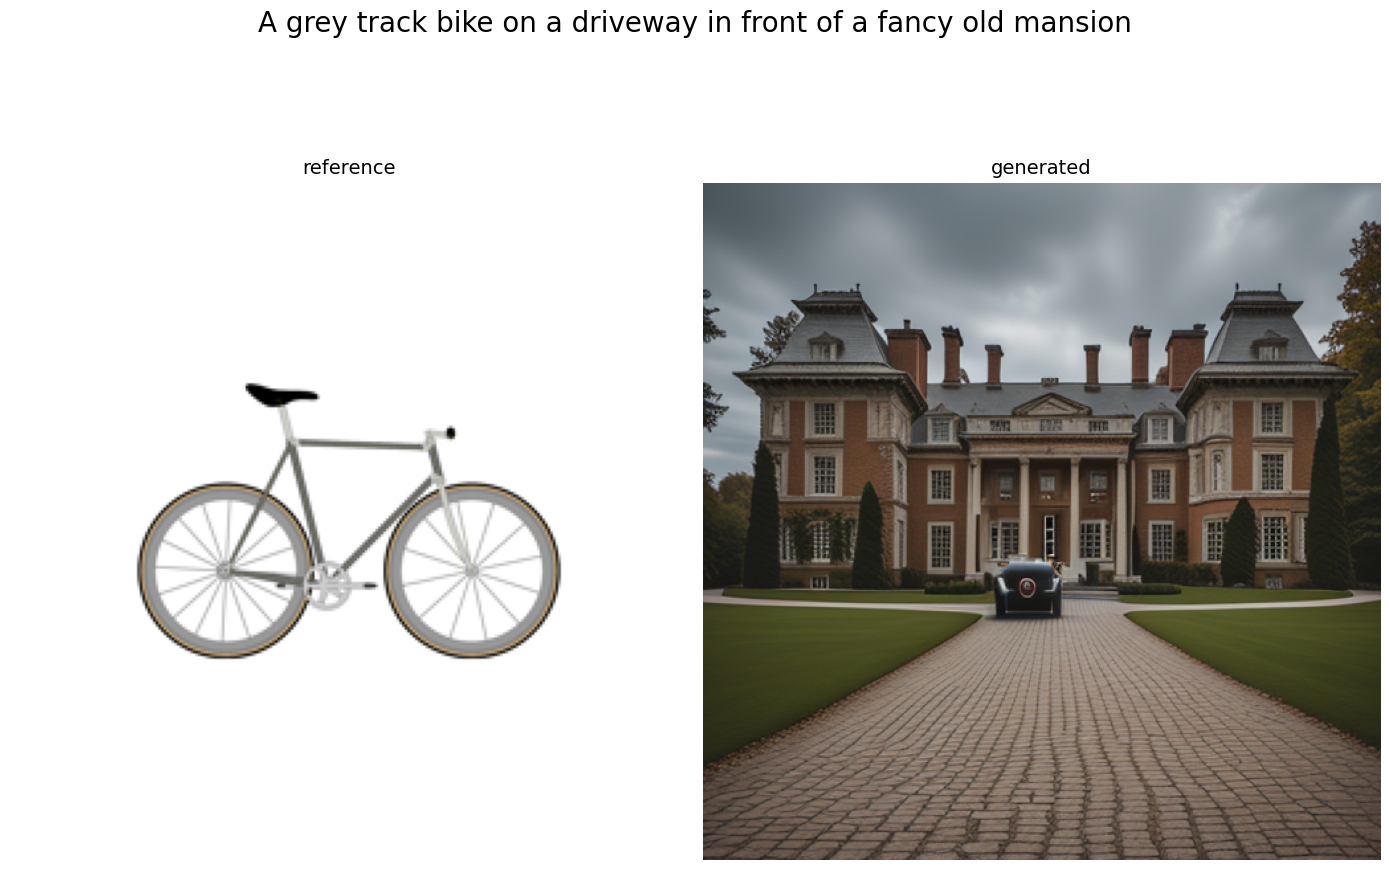 A grey track bike on a driveway in front of a fancy old mansion
reference
generated